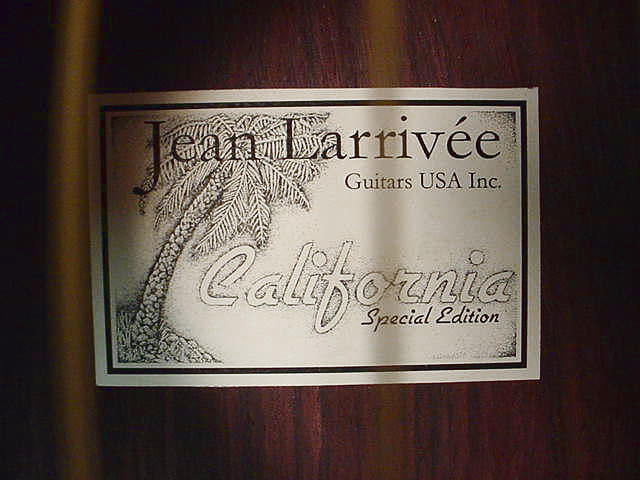 Jean Larrivée
Guitars USA Inc.
California
Special Edition